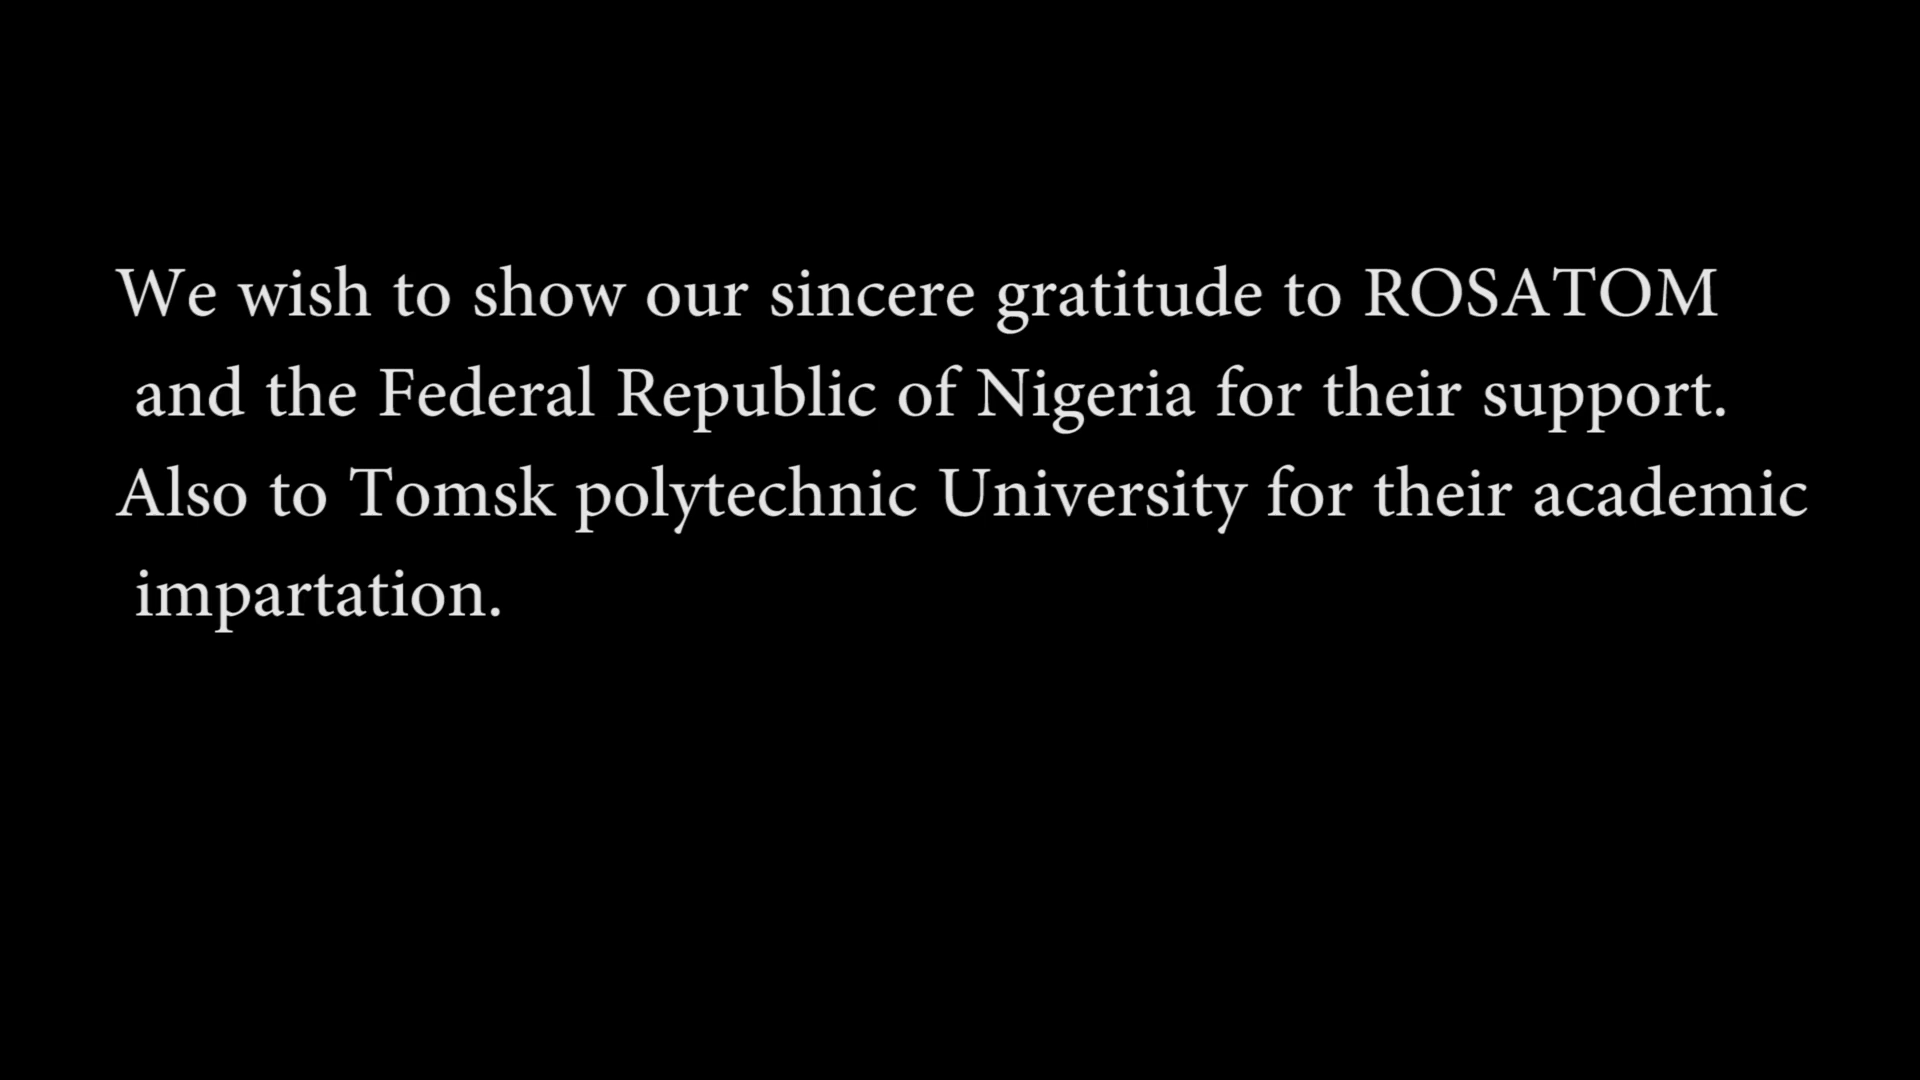 We wish to show our sincere gratitude to ROSATOM
and the Federal Republic of Nigeria for their support.
Also to Tomsk polytechnic University for their academic
impartation.